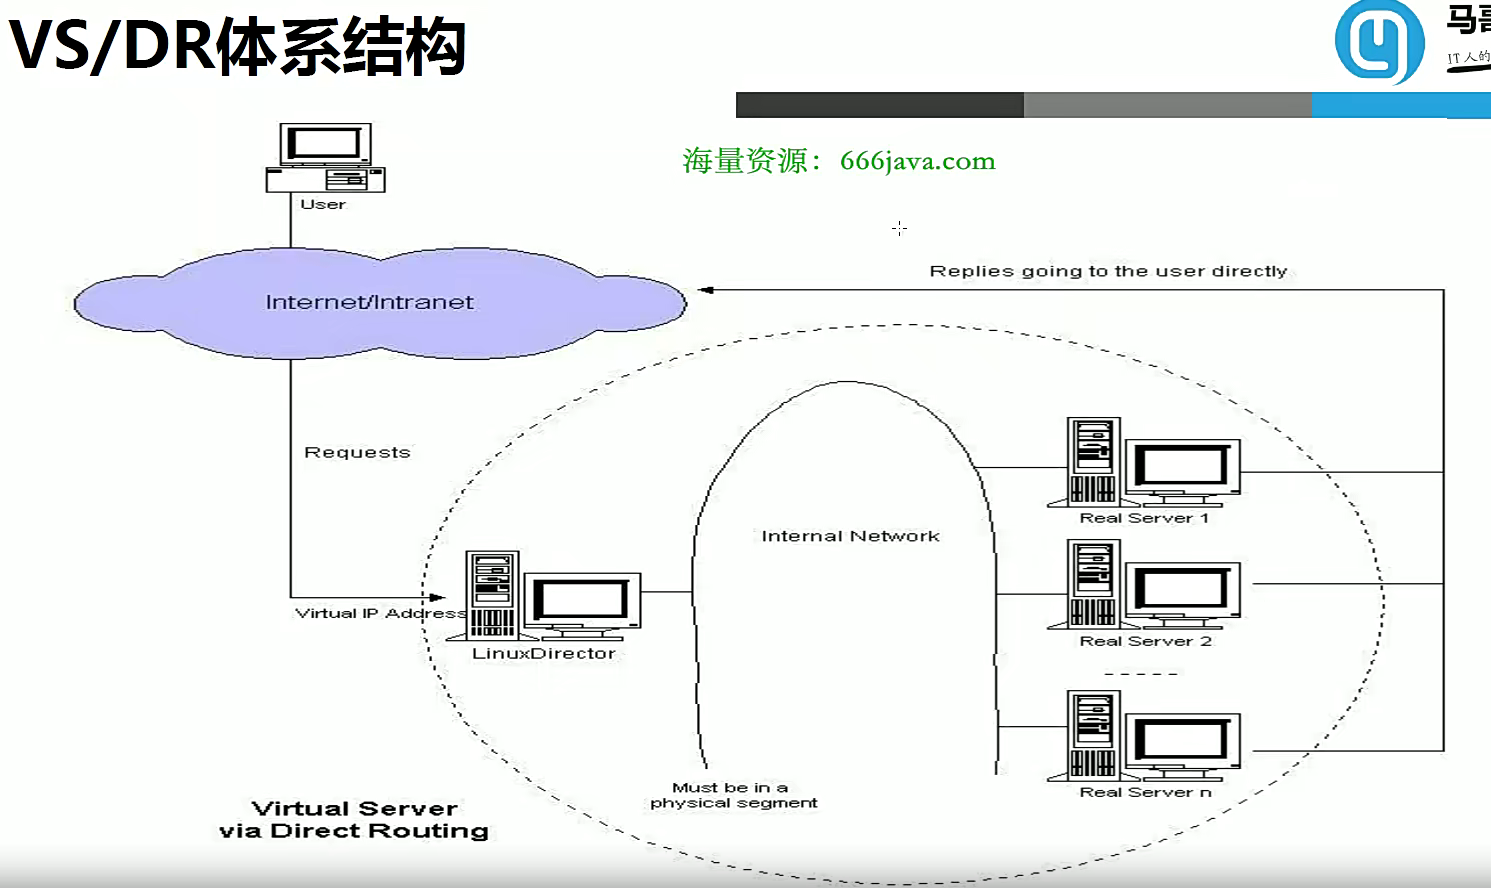 VS/DR体系结构
马哥
IT人的
海量资源：666java.com
User
Replies going to the user directly
Internet/Intranet
Requests
Real Server 1
Internal Network
Virtual IP Address
LinuxDirector
Real Server 2
Real Server n
Must be in a
physical segment
Virtual Server
via Direct Routing